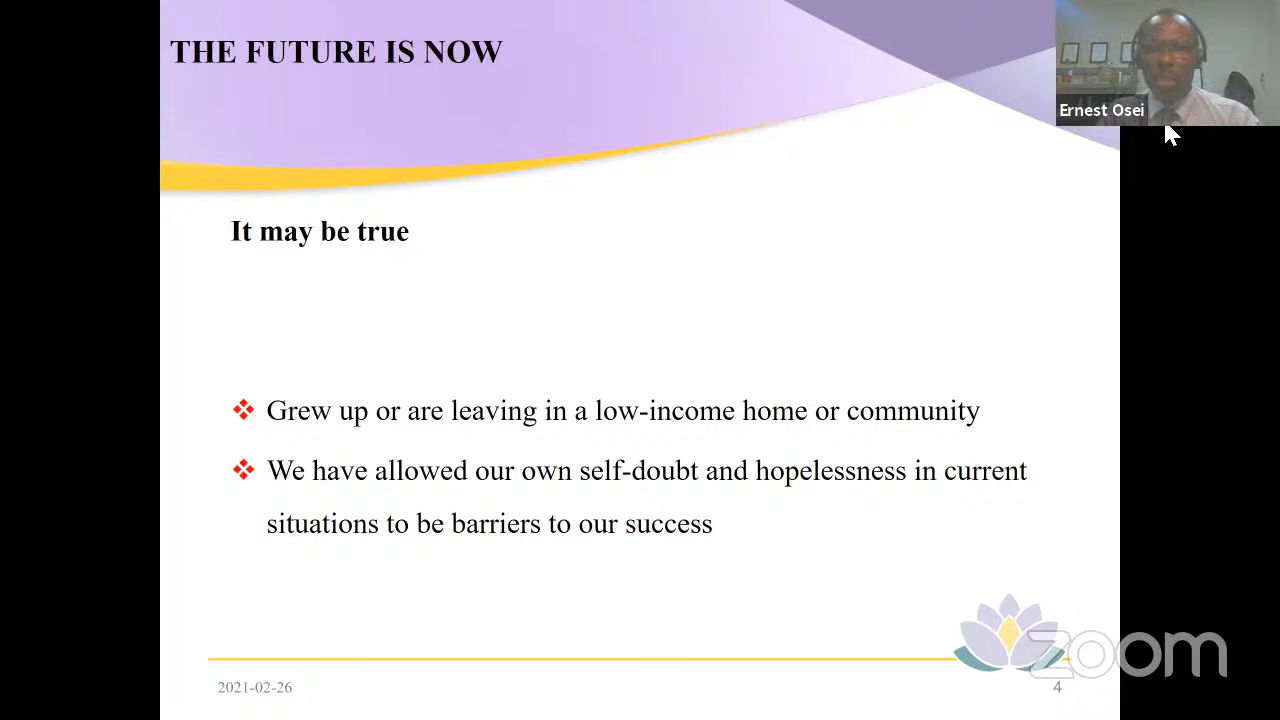 THE FUTURE IS NOW
Ernest Osei
It may be true
Grew up or are leaving in a low-income home or community
We have allowed our own self-doubt and hopelessness in current
situations to be barriers to our success
zoom
2021-02-26
4